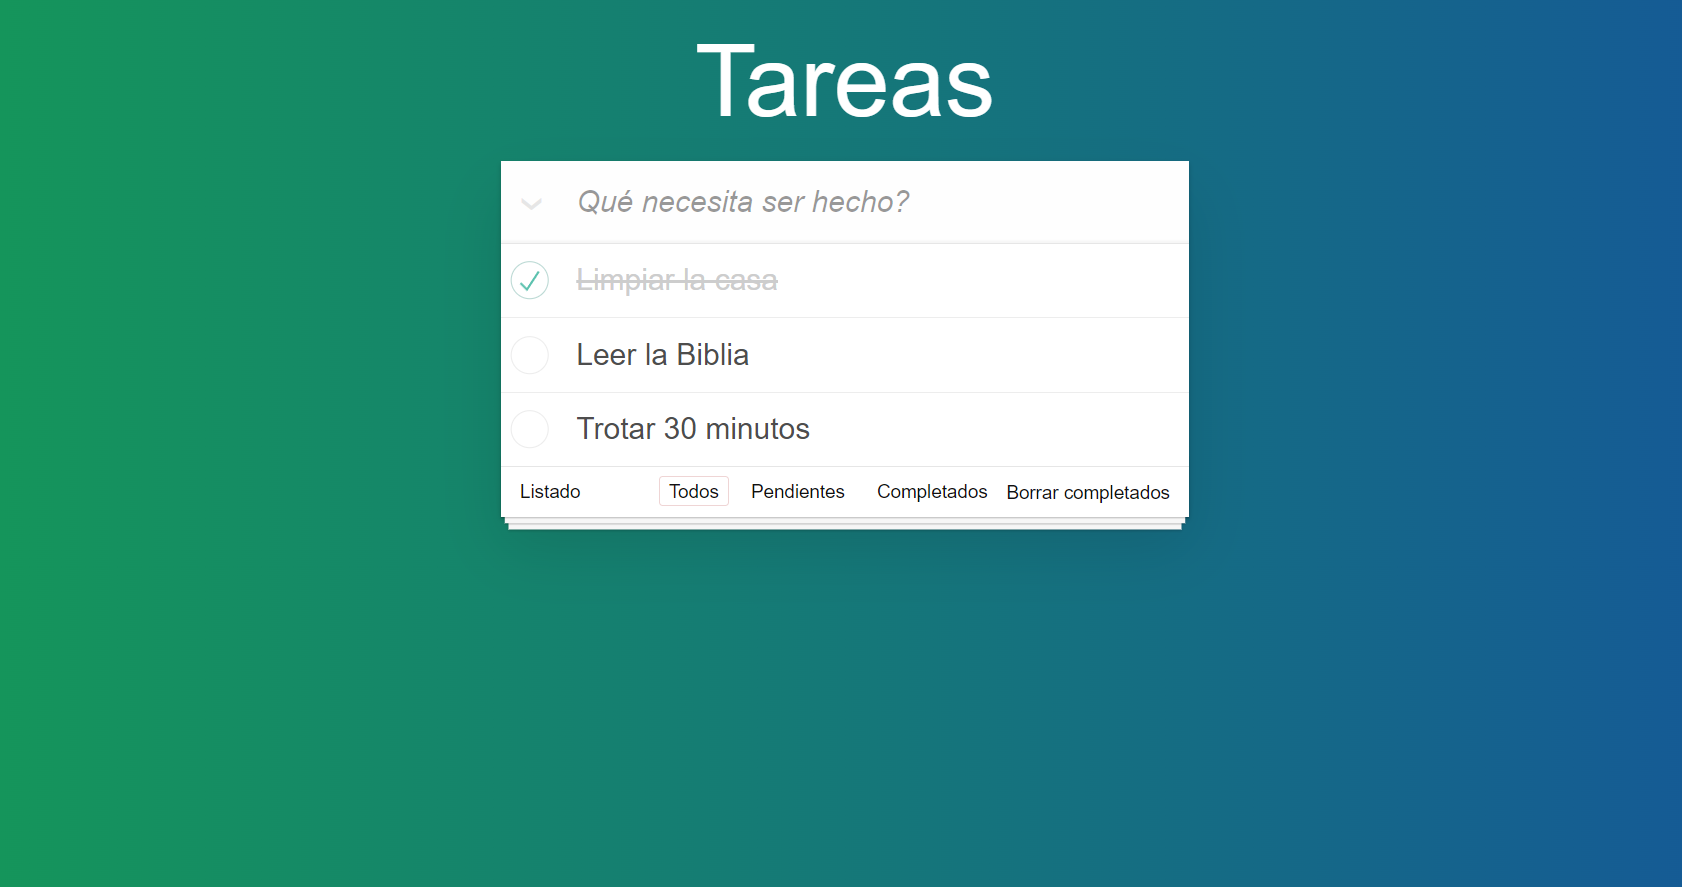 Tareas
Qué necesita ser hecho?
Limpiar la casa
Leer la Biblia
Trotar 30 minutos
Listado Todos Pendientes Completados Borrar completados